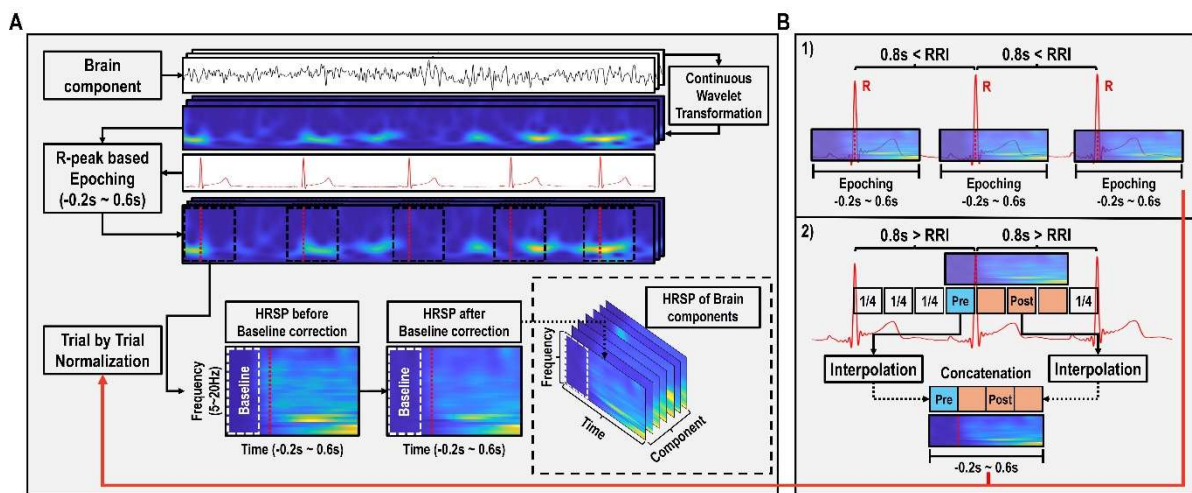 A
Brain
component
Continuous
Wavelet
Transformation
R-peak based
Epoching
(-0.2s ~ 0.6s)
Trial by Trial
Normalization
HRSP before
Baseline correction
HRSP after
Baseline correction
HRSP of Brain
components
Frequency
(5~20Hz)
Baseline
Baseline
Time (-0.2s ~ 0.6s)
Time (-0.2s ~ 0.6s)
Frequency
Time
Component
B
1)
0.8s < RRI
0.8s < RRI
R
R
R
Epoching
-0.2s ~ 0.6s
Epoching
-0.2s ~ 0.6s
Epoching
-0.2s ~ 0.6s
2)
0.8s > RRI
0.8s > RRI
1/4
1/4
1/4
Pre
Post
1/4
Interpolation
Interpolation
Concatenation
Pre
Post
-0.2s ~ 0.6s